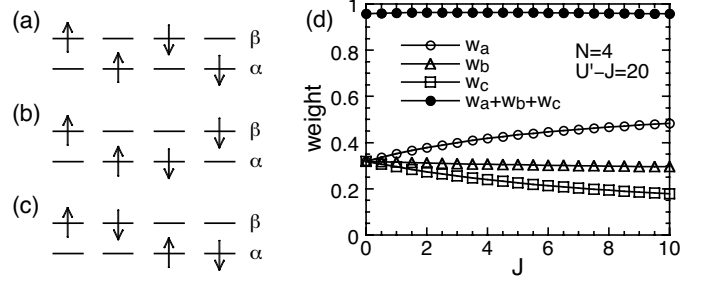 (a)
β
α
(b)
β
α
(c)
β
α
(d)
1
0.8
0.6
0.4
0.2
0
weight
wa
wb
wc
wa+wb+wc
N=4
U'−J=20
0 2 4 6 8 10
J